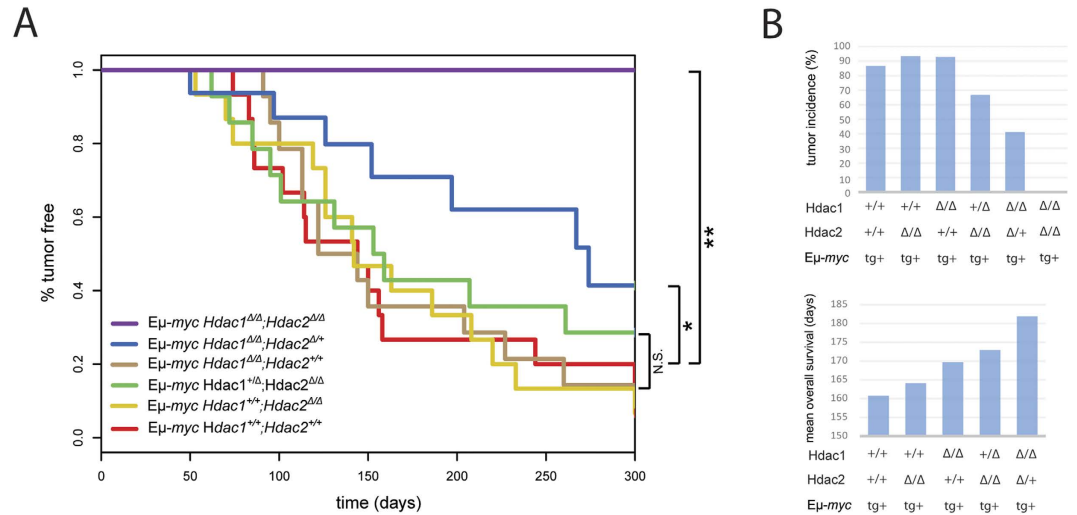 A
% tumor free
1.0
0.8
0.6
0.4
0.2
0.0
Eμ-myc Hdac1Δ/Δ;Hdac2Δ/Δ
Eμ-myc Hdac1Δ/Δ;Hdac2Δ/+
Eμ-myc Hdac1Δ/Δ;Hdac2+/+
Eμ-myc Hdac1+/Δ;Hdac2Δ/Δ
Eμ-myc Hdac1+/+;Hdac2Δ/Δ
Eμ-myc Hdac1+/+;Hdac2+/+
**
*
N.S.
0 50 100 150 200 250 300
time (days)
B
tumor incidence (%)
100
90
80
70
60
50
40
30
20
10
0
Hdac1 +/+ +/+ Δ/Δ +/Δ Δ/Δ Δ/Δ
Hdac2 +/+ Δ/Δ +/+ Δ/Δ Δ/+ Δ/Δ
Eμ-myc tg+ tg+ tg+ tg+ tg+ tg+
mean overall survival (days)
185
180
175
170
165
160
155
150
Hdac1 +/+ +/+ Δ/Δ +/Δ Δ/Δ
Hdac2 +/+ Δ/Δ +/+ Δ/Δ Δ/+
Eμ-myc tg+ tg+ tg+ tg+ tg+